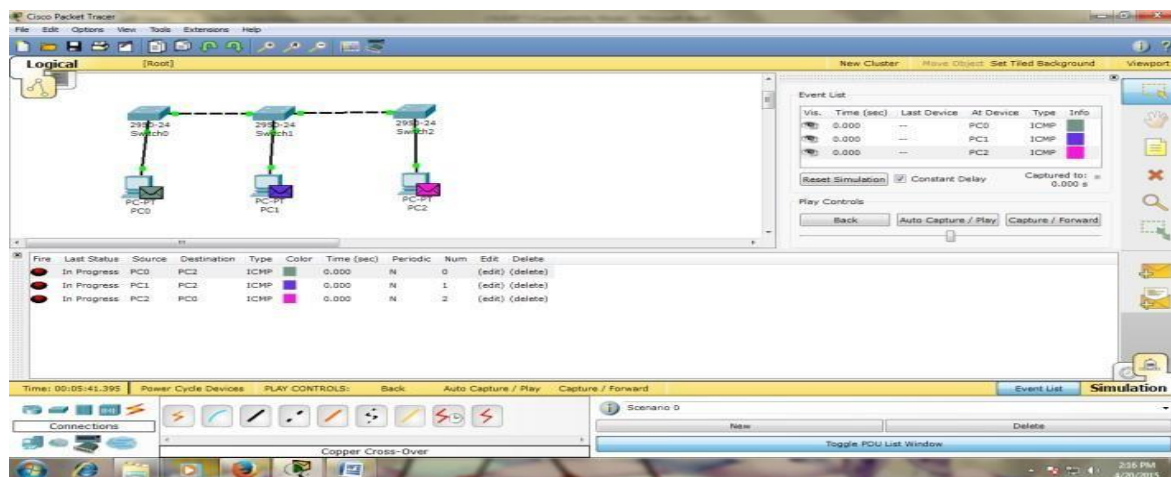 Cisco Packet Tracer
File Edit Options View Tools Extensions Help
Logical [Root] New Cluster Move Object Set Tiled Background Viewport
2950-24 2950-24 2950-24
Switch0 Switch1 Switch2
PC-PT PC-PT PC-PT
PC0 PC1 PC2
Event List
Vis. Time (sec) Last Device At Device Type Info
0.000 -- PC0 ICMP
0.000 -- PC1 ICMP
0.000 -- PC2 ICMP
Reset Simulation Constant Delay Captured to:
0.000 s
Play Controls
Back Auto Capture / Play Capture / Forward
Fire Last Status Source Destination Type Color Time (sec) Periodic Num Edit Delete
In Progress PC0 PC2 ICMP 0.000 N 0 (edit) (delete)
In Progress PC1 PC2 ICMP 0.000 N 1 (edit) (delete)
In Progress PC2 PC0 ICMP 0.000 N 2 (edit) (delete)
Time: 00:05:41.395 Power Cycle Devices PLAY CONTROLS: Back Auto Capture / Play Capture / Forward Event List Simulation
Connections
Copper Cross-Over
Scenario 0
New Delete
Toggle PDU List Window
2:16 PM
4/20/2015